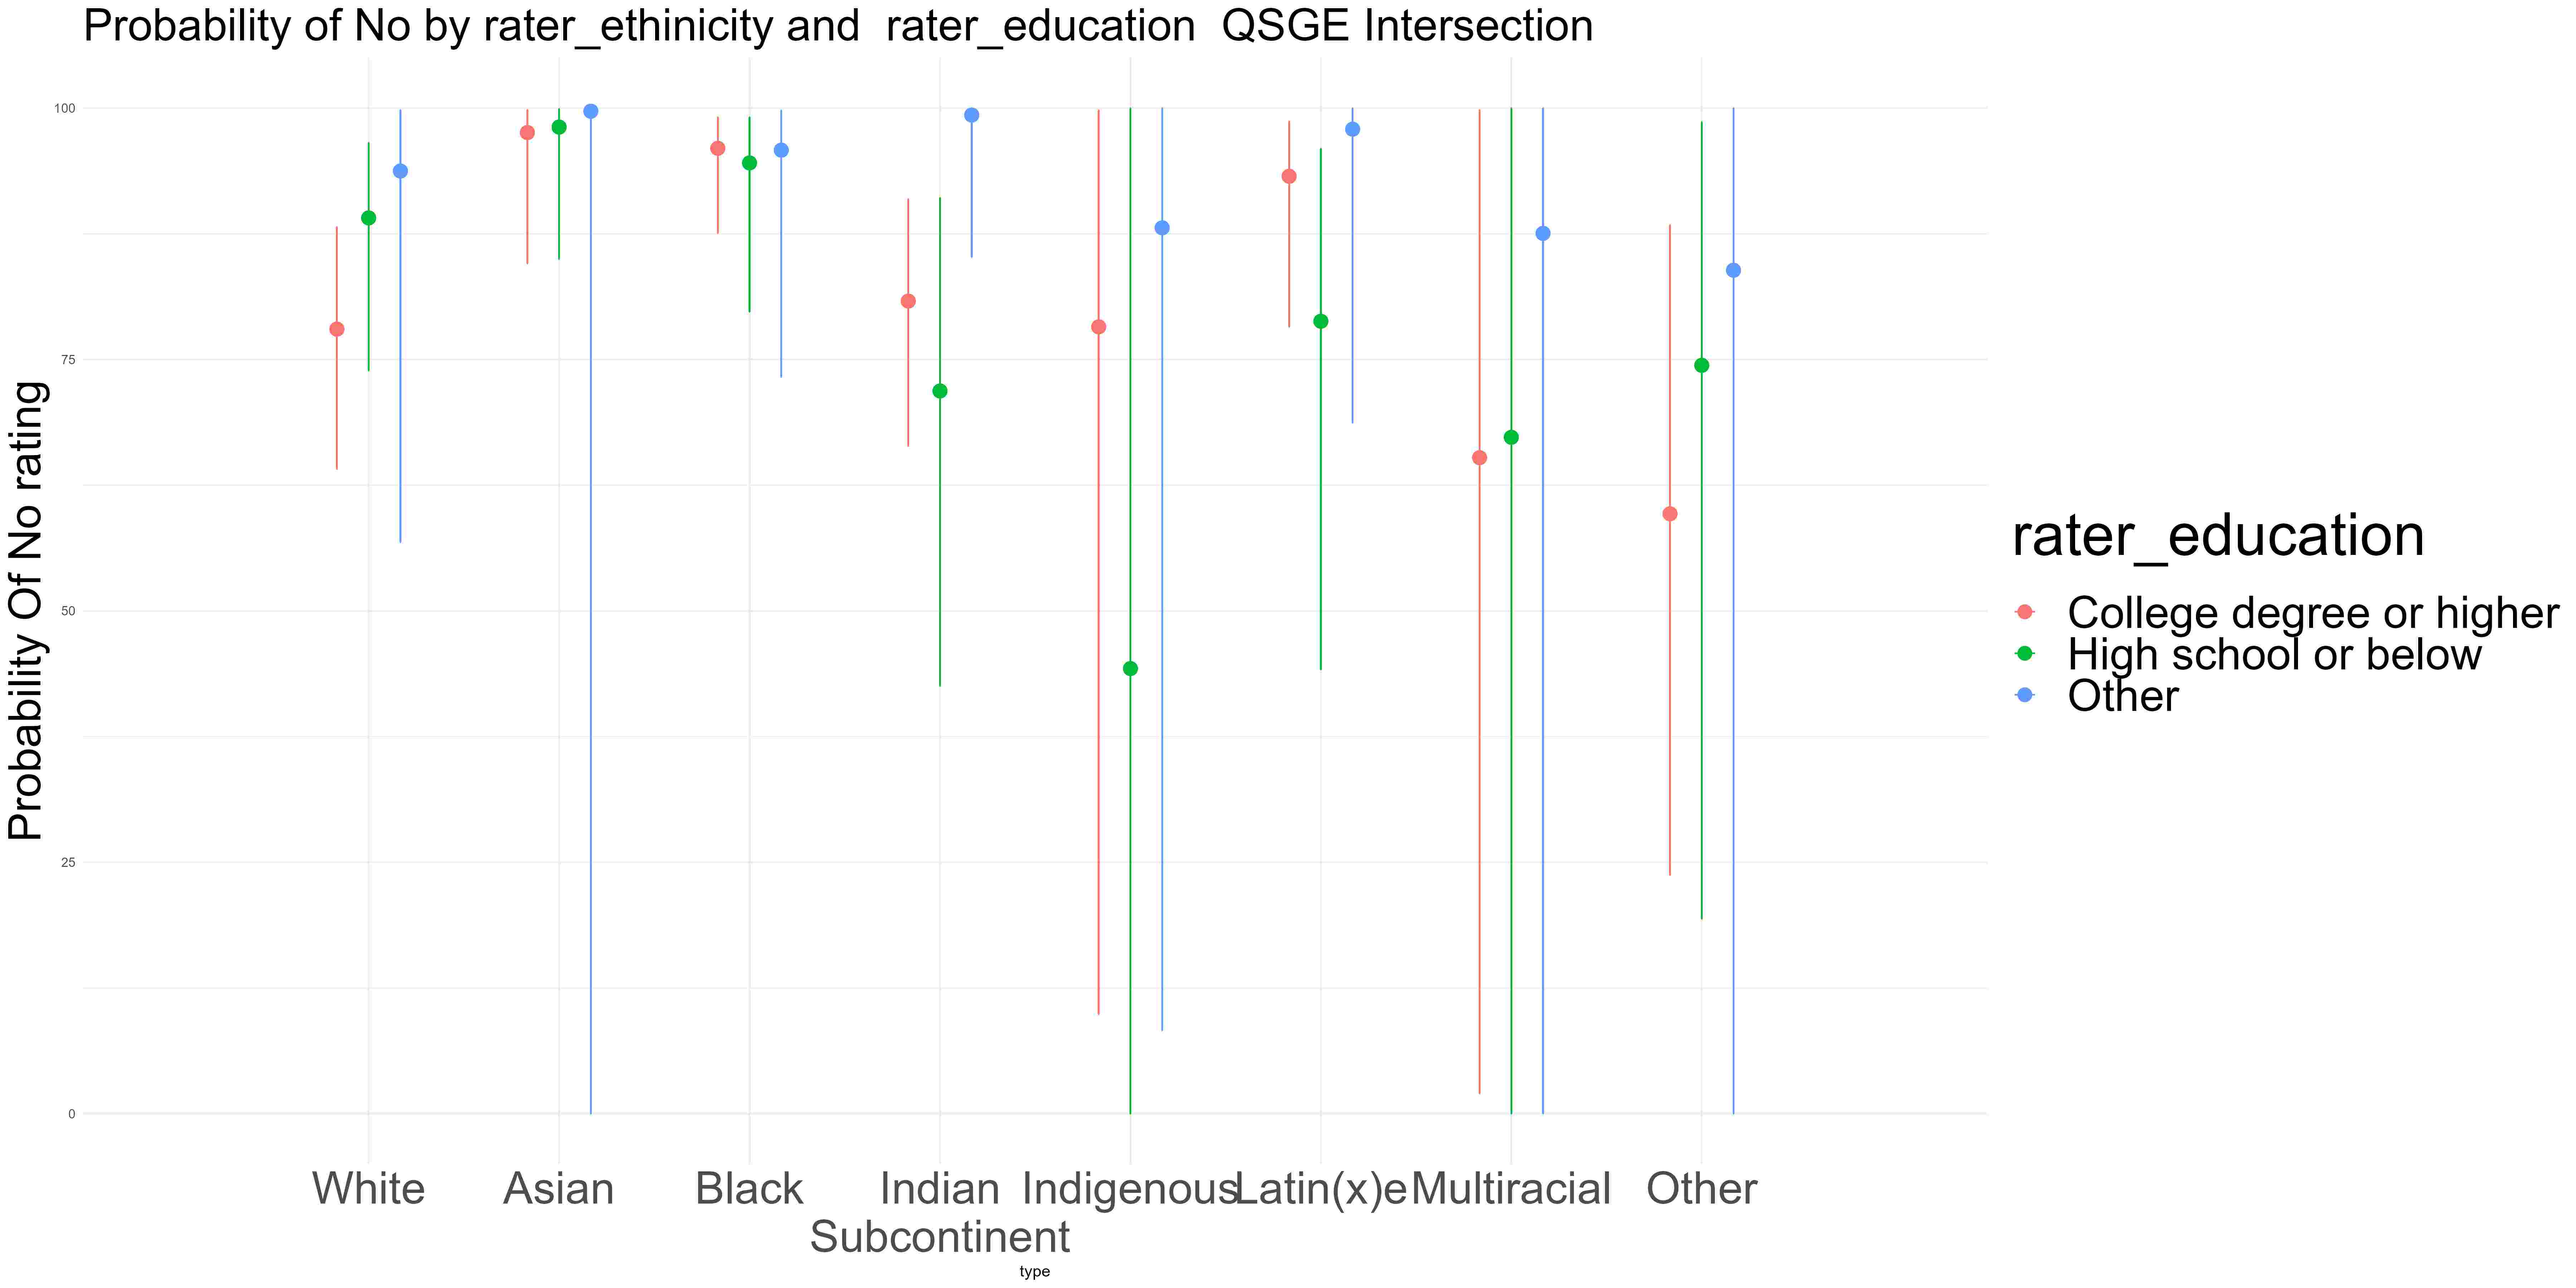 Probability of No by rater_ethinicity and  rater_education  QSGE Intersection
Probability Of No rating
100
75
50
25
0
White
Asian
Black
Indian
Subcontinent
Indigenous
Latin(x)e
Multiracial
Other
type
rater_education
College degree or higher
High school or below
Other